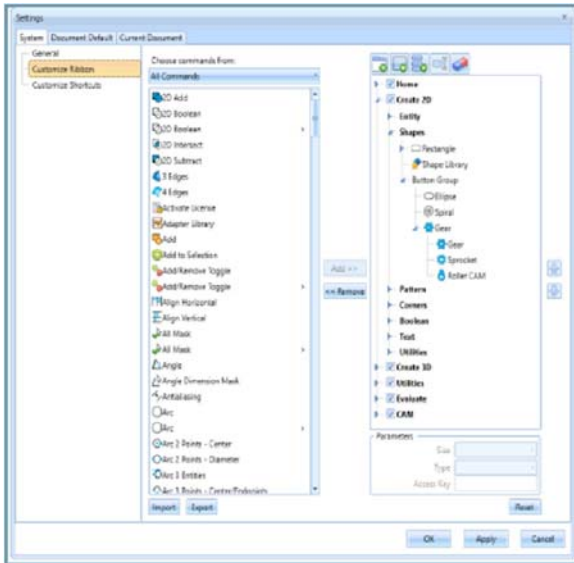 Settings
System Document Default Current Document
General
Customize Ribbon
Customize Shortcuts
Choose commands from:
All Commands
2D Add
2D Boolean
2D Boolean
2D Intersect
2D Subtract
3 Edges
4 Edges
Activate License
Adapter Library
Add
Add to Selection
Add/Remove Toggle
Add/Remove Toggle
Align Horizontal
Align Vertical
All Mask
All Mask
Angle
Angle Dimension Mask
Antialiasing
Arc
Arc
Arc 2 Points - Center
Arc 2 Points - Diameter
Arc 3 Entities
Arc 3 Points - Center/Endpoints
Import Export
Add >>
<< Remove
Home
Create 2D
Entity
Shapes
Rectangle
Shape Library
Button Group
Ellipse
Spiral
Gear
Gear
Sprocket
Roller CAM
Pattern
Corners
Boolean
Text
Utilities
Create 3D
Utilities
Evaluate
CAM
Parameters
Size
Type
Access Key
Reset
OK Apply Cancel